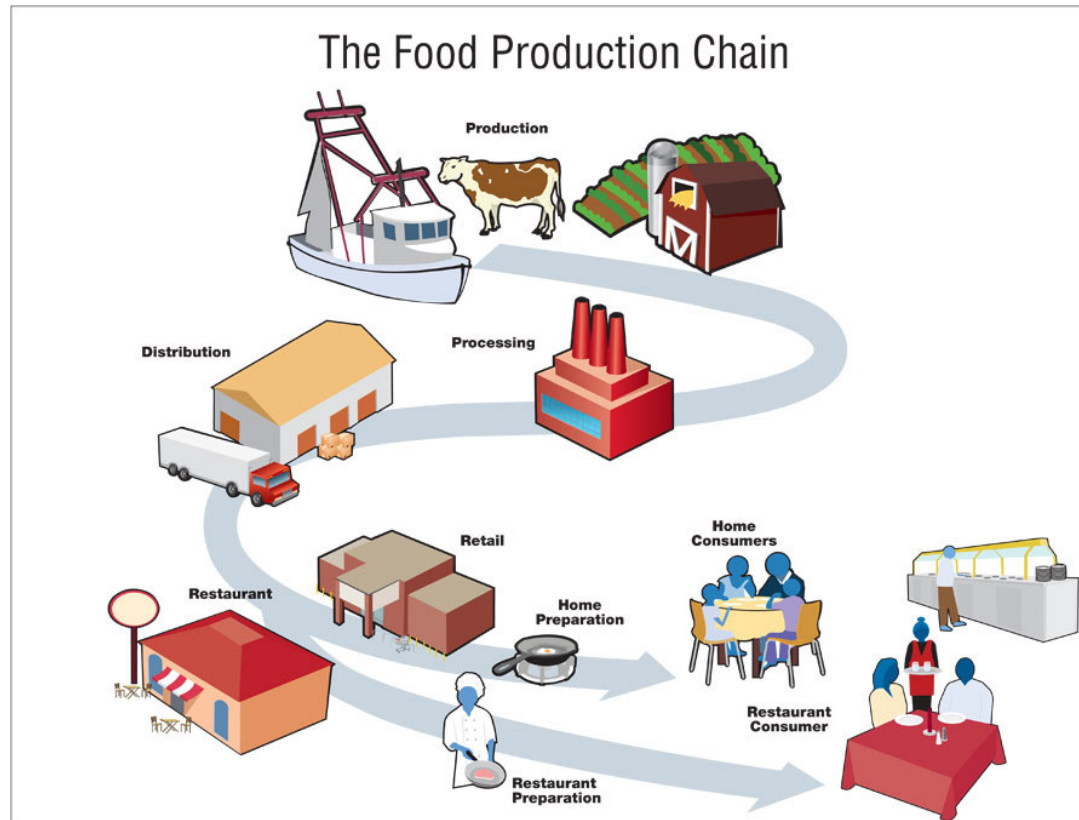 The Food Production Chain
Production
Processing
Distribution
Retail
Home
Consumers
Restaurant
Home
Preparation
Restaurant
Consumer
Restaurant
Preparation